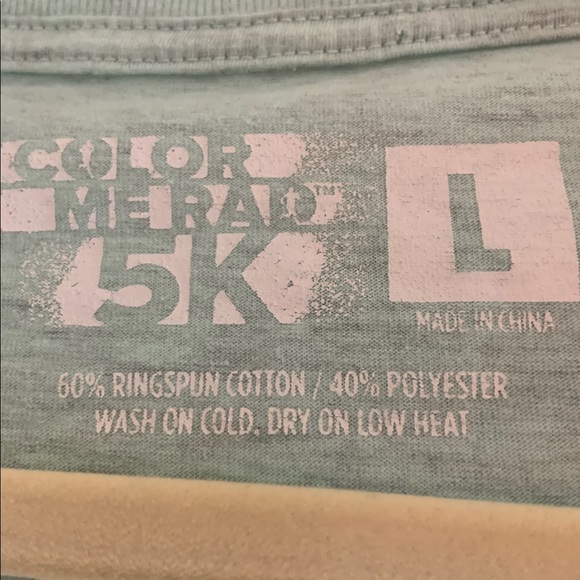 COLOR
ME RAD™
5K
L
MADE IN CHINA
60% RINGSPUN COTTON / 40% POLYESTER
WASH ON COLD. DRY ON LOW HEAT